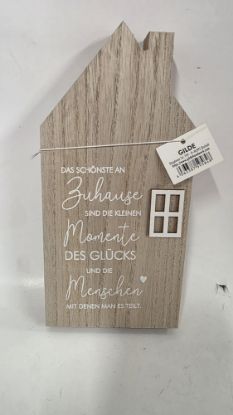 DAS SCHÖNSTE AN
Zuhause
SIND DIE KLEINEN
Momente
DES GLÜCKS
UND DIE
Menschen
MIT DENEN MAN ES TEILT.
GILDE